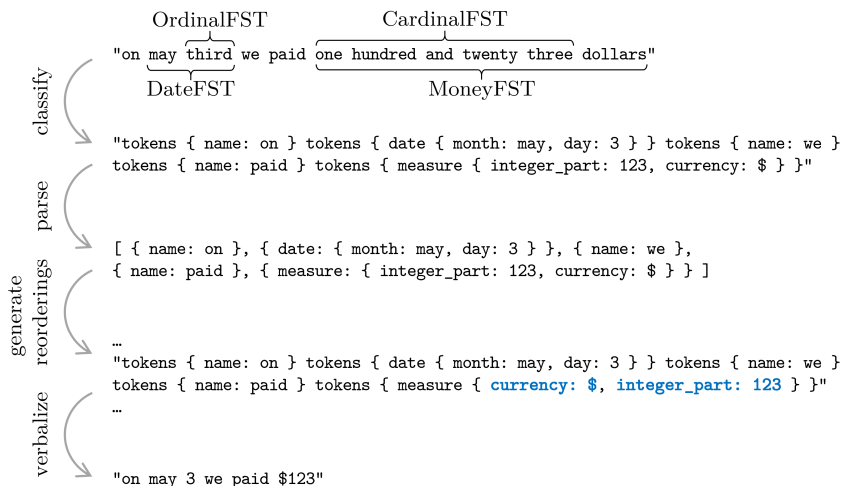 OrdinalFST CardinalFST
"on may third we paid one hundred and twenty three dollars"
DateFST MoneyFST
classify
"tokens { name: on } tokens { date { month: may, day: 3 } } tokens { name: we }
tokens { name: paid } tokens { measure { integer_part: 123, currency: $ } }"
parse
[ { name: on }, { date: { month: may, day: 3 } }, { name: we },
{ name: paid }, { measure: { integer_part: 123, currency: $ } } ]
generate
reorderings
…
"tokens { name: on } tokens { date { month: may, day: 3 } } tokens { name: we }
tokens { name: paid } tokens { measure { currency: $, integer_part: 123 } }"
…
verbalize
"on may 3 we paid $123"